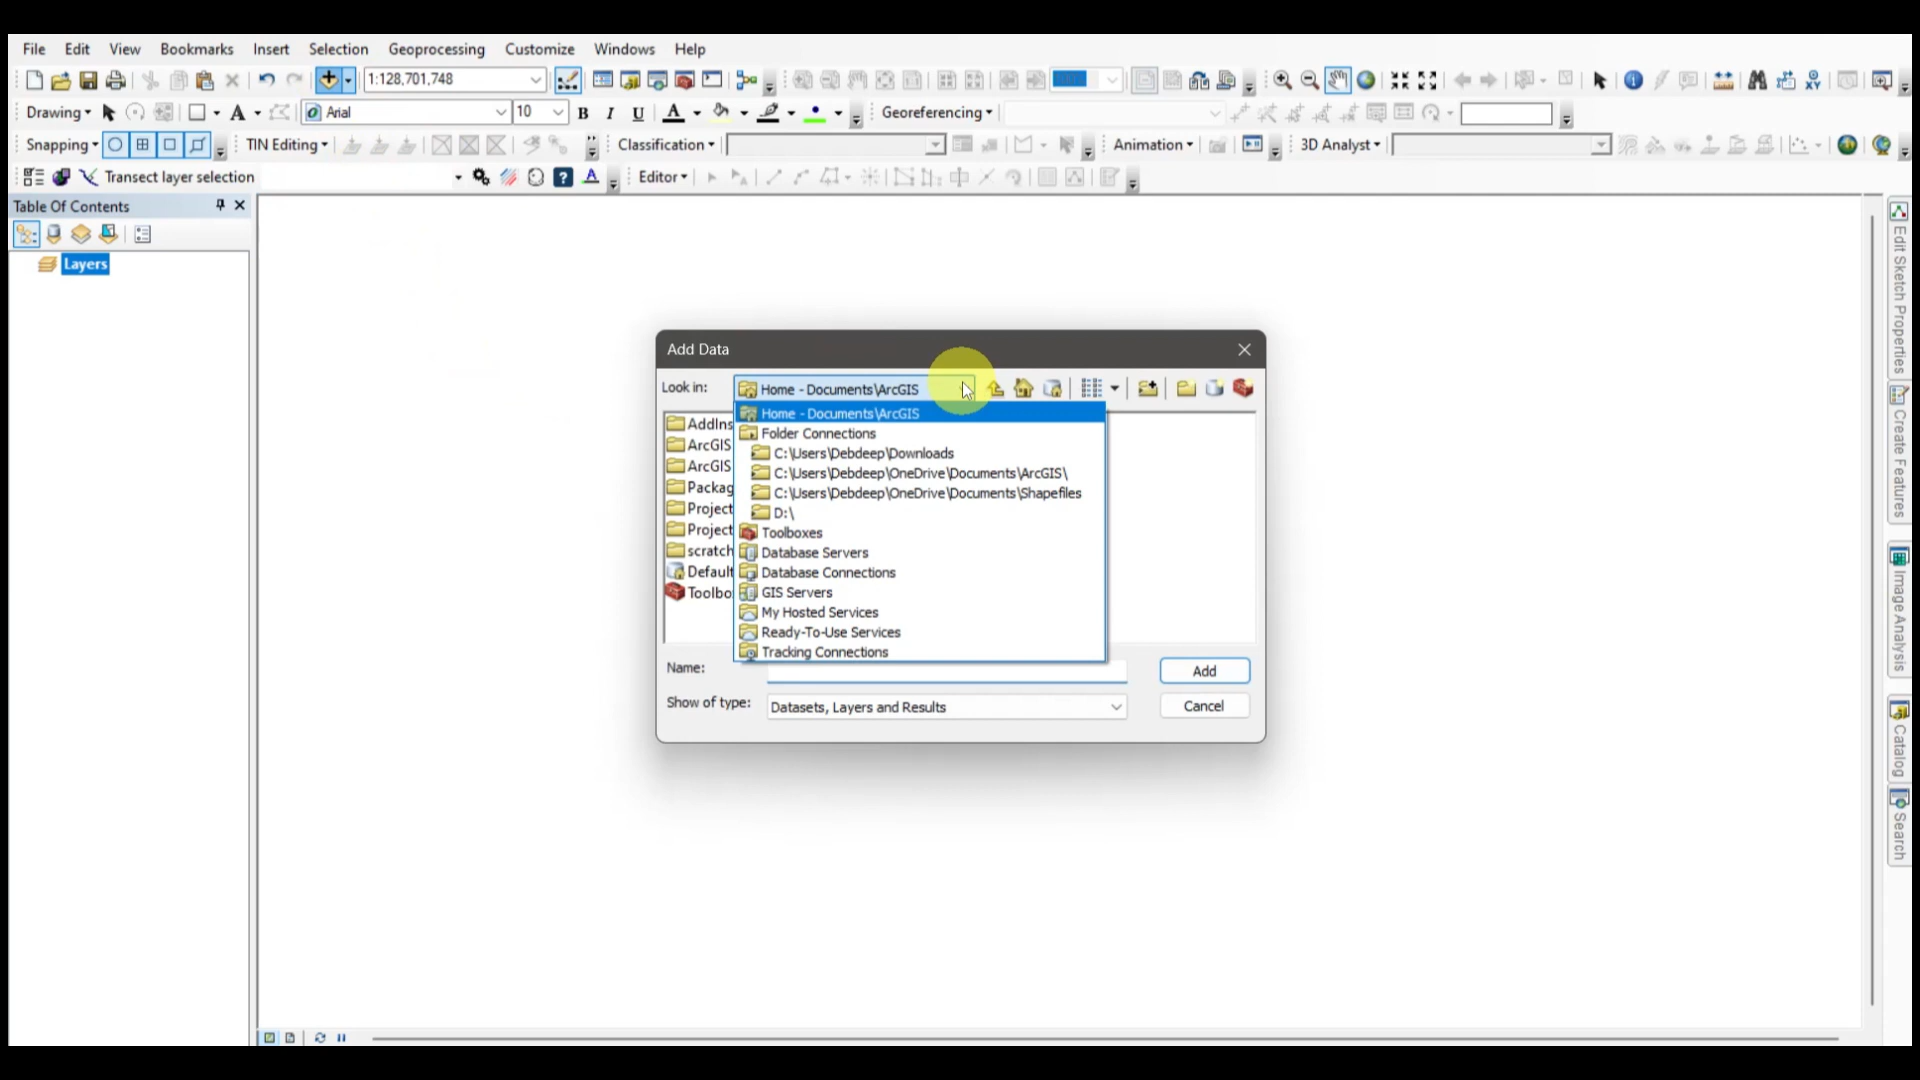 File Edit View Bookmarks Insert Selection Geoprocessing Customize Windows Help
1:128,701,748
Drawing A Arial 10 B I U A Georeferencing
Snapping TIN Editing Classification Animation 3D Analyst
Transect layer selection ? A Editor
Table Of Contents
Layers
Add Data
Look in: Home - Documents\ArcGIS
Home - Documents\ArcGIS
Folder Connections
C:\Users\Debdeep\Downloads
C:\Users\Debdeep\OneDrive\Documents\ArcGIS\
C:\Users\Debdeep\OneDrive\Documents\Shapefiles
D:\
Toolboxes
Database Servers
Database Connections
GIS Servers
My Hosted Services
Ready-To-Use Services
Tracking Connections
AddIns
ArcGIS
ArcGIS
Packag
Project
Project
scratch
Default
Toolbo
Name: Add
Show of type: Datasets, Layers and Results Cancel
Edit Sketch Properties
Create Features
Image Analysis
Catalog
Search